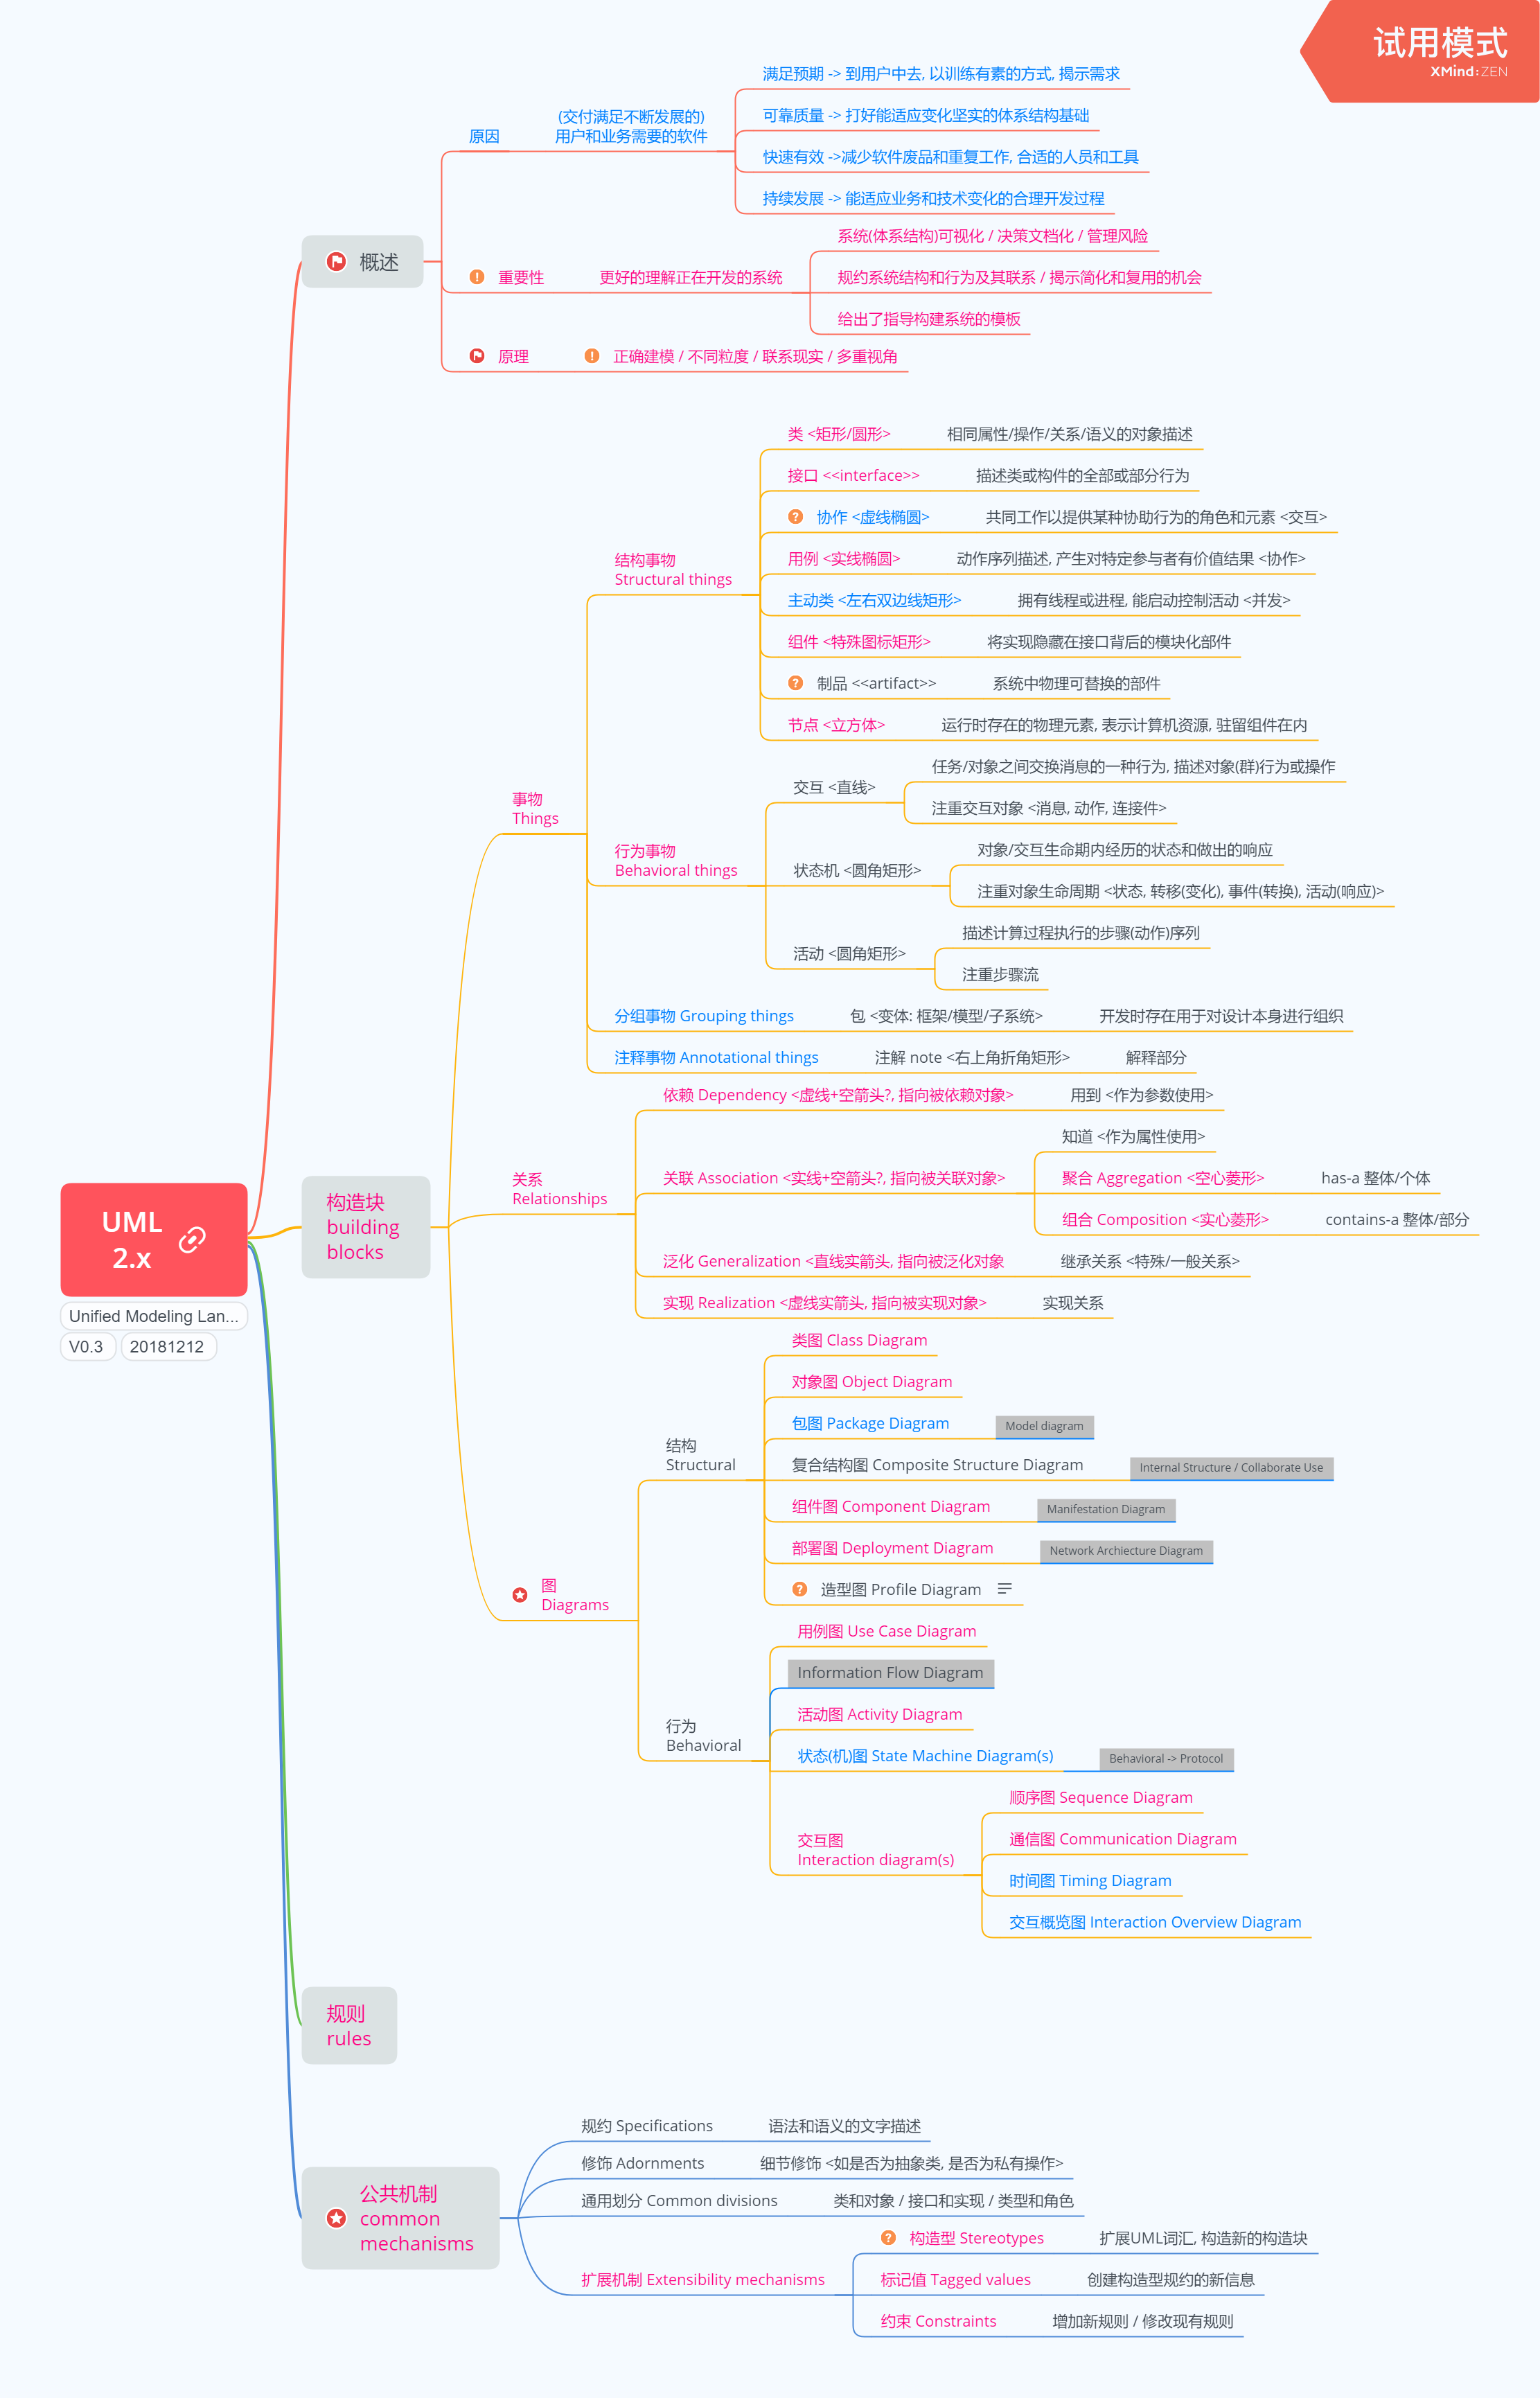 试用模式
XMind:ZEN
UML
2.x
Unified Modeling Lan...
V0.3
20181212
概述
原因
(交付满足不断发展的)
用户和业务需要的软件
满足预期 -> 到用户中去, 以训练有素的方式, 揭示需求
可靠质量 -> 打好能适应变化坚实的体系结构基础
快速有效 ->减少软件废品和重复工作, 合适的人员和工具
持续发展 -> 能适应业务和技术变化的合理开发过程
重要性
更好的理解正在开发的系统
系统(体系结构)可视化 / 决策文档化 / 管理风险
规约系统结构和行为及其联系 / 揭示简化和复用的机会
给出了指导构建系统的模板
原理
正确建模 / 不同粒度 / 联系现实 / 多重视角
构造块
building
blocks
事物
Things
结构事物
Structural things
类 <矩形/圆形>
相同属性/操作/关系/语义的对象描述
接口 <<interface>>
描述类或构件的全部或部分行为
协作 <虚线椭圆>
共同工作以提供某种协助行为的角色和元素 <交互>
用例 <实线椭圆>
动作序列描述, 产生对特定参与者有价值结果 <协作>
主动类 <左右双边线矩形>
拥有线程或进程, 能启动控制活动 <并发>
组件 <特殊图标矩形>
将实现隐藏在接口背后的模块化部件
制品 <<artifact>>
系统中物理可替换的部件
节点 <立方体>
运行时存在的物理元素, 表示计算机资源, 驻留组件在内
行为事物
Behavioral things
交互 <直线>
任务/对象之间交换消息的一种行为, 描述对象(群)行为或操作
注重交互对象 <消息, 动作, 连接件>
状态机 <圆角矩形>
对象/交互生命期内经历的状态和做出的响应
注重对象生命周期 <状态, 转移(变化), 事件(转换), 活动(响应)>
活动 <圆角矩形>
描述计算过程执行的步骤(动作)序列
注重步骤流
分组事物 Grouping things
包 <变体: 框架/模型/子系统>
开发时存在用于对设计本身进行组织
注释事物 Annotational things
注解 note <右上角折角矩形>
解释部分
关系
Relationships
依赖 Dependency <虚线+空箭头?, 指向被依赖对象>
用到 <作为参数使用>
关联 Association <实线+空箭头?, 指向被关联对象>
知道 <作为属性使用>
聚合 Aggregation <空心菱形>
has-a 整体/个体
组合 Composition <实心菱形>
contains-a 整体/部分
泛化 Generalization <直线实箭头, 指向被泛化对象
继承关系 <特殊/一般关系>
实现 Realization <虚线实箭头, 指向被实现对象>
实现关系
图
Diagrams
结构
Structural
类图 Class Diagram
对象图 Object Diagram
包图 Package Diagram
Model diagram
复合结构图 Composite Structure Diagram
Internal Structure / Collaborate Use
组件图 Component Diagram
Manifestation Diagram
部署图 Deployment Diagram
Network Archiecture Diagram
造型图 Profile Diagram
行为
Behavioral
用例图 Use Case Diagram
Information Flow Diagram
活动图 Activity Diagram
状态(机)图 State Machine Diagram(s)
Behavioral -> Protocol
交互图
Interaction diagram(s)
顺序图 Sequence Diagram
通信图 Communication Diagram
时间图 Timing Diagram
交互概览图 Interaction Overview Diagram
规则
rules
公共机制
common
mechanisms
规约 Specifications
语法和语义的文字描述
修饰 Adornments
细节修饰 <如是否为抽象类, 是否为私有操作>
通用划分 Common divisions
类和对象 / 接口和实现 / 类型和角色
扩展机制 Extensibility mechanisms
构造型 Stereotypes
扩展UML词汇, 构造新的构造块
标记值 Tagged values
创建构造型规约的新信息
约束 Constraints
增加新规则 / 修改现有规则